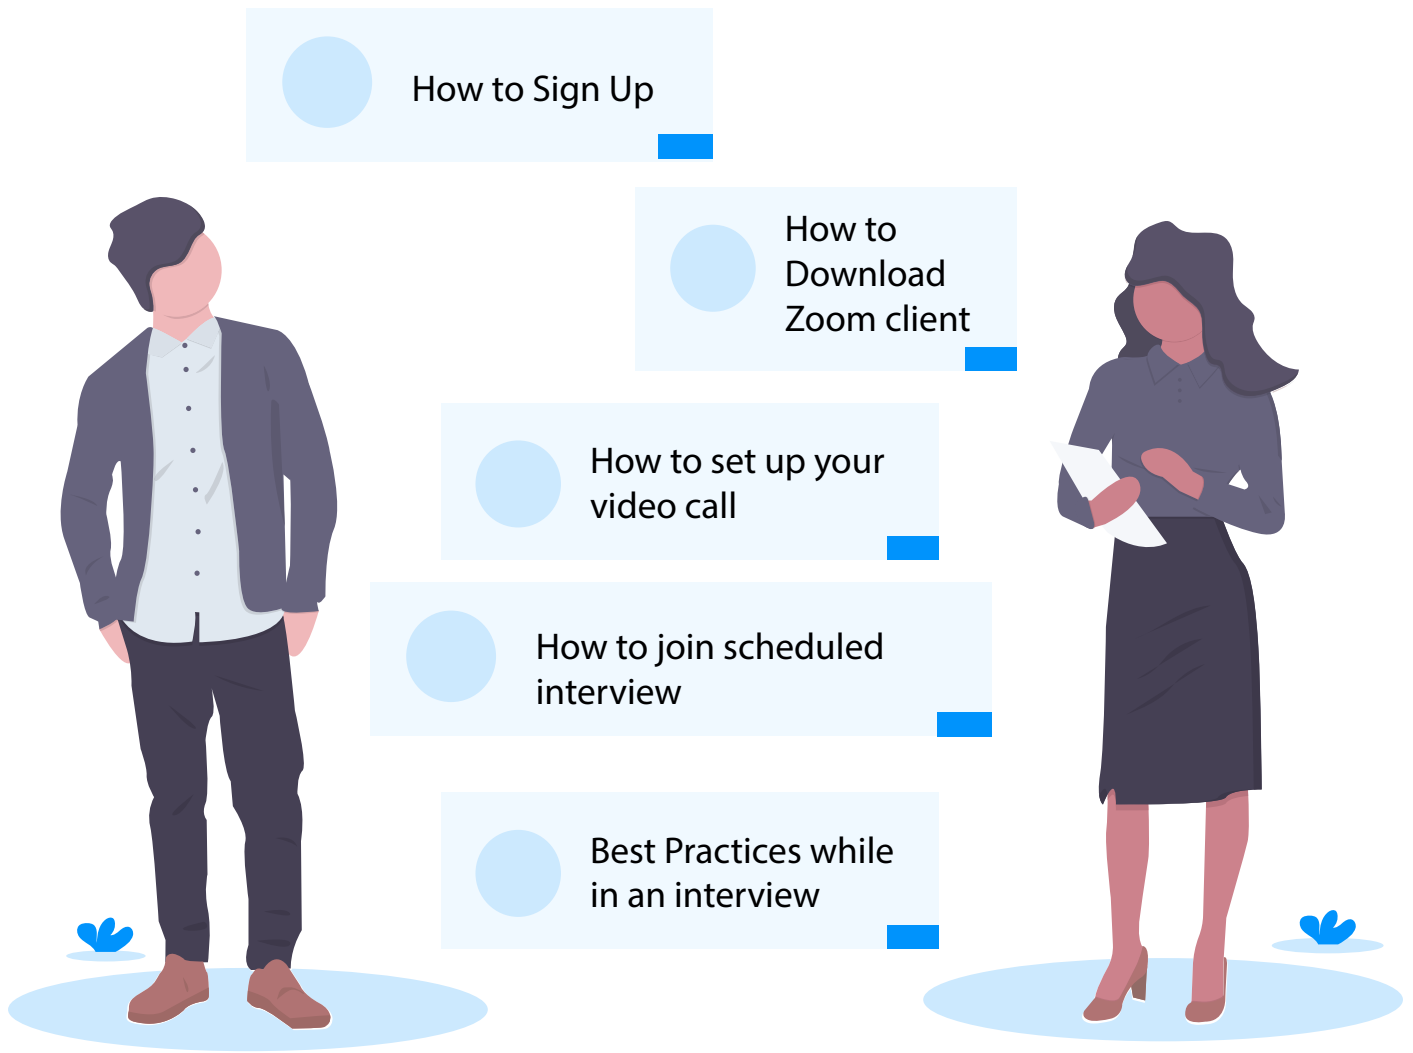 How to Sign Up
How to
Download
Zoom client
How to set up your
video call
How to join scheduled
interview
Best Practices while
in an interview